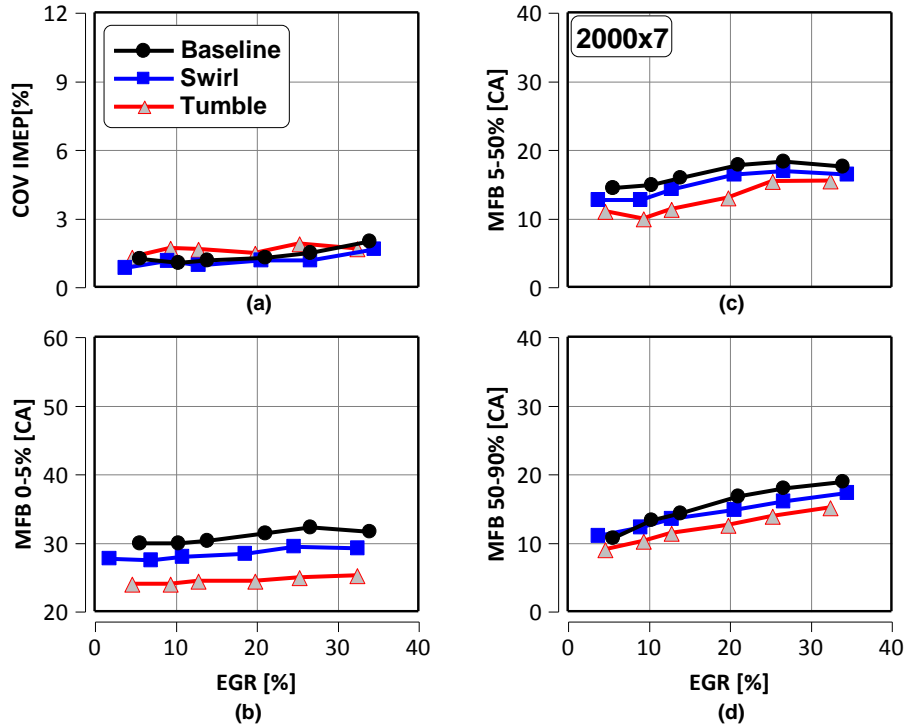 12
9
6
3
0
COV IMEP[%]
Baseline
Swirl
Tumble
(a)
40
30
20
10
0
MFB 5-50% [CA]
2000x7
(c)
60
50
40
30
20
MFB 0-5% [CA]
0 10 20 30 40
EGR [%]
(b)
40
30
20
10
0
MFB 50-90% [CA]
0 10 20 30 40
EGR [%]
(d)